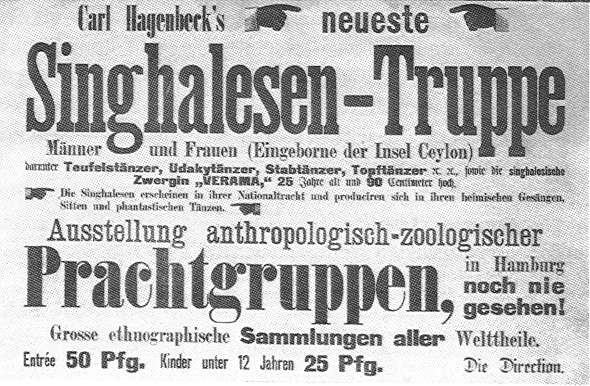 Carl Hagenbeck's neueste
Singhalesen-Truppe
Männer und Frauen (Eingeborne der Insel Ceylon)
darunter Teufelstänzer, Udakytänzer, Stabtänzer, Topftänzer ꝛc. ꝛc., sowie die singhalesische
Zwergin „VERAMA," 25 Jahre alt und 90 Centimeter hoch.
Die Singhalesen erscheinen in ihrer Nationaltracht und produciren sich in ihren heimischen Gesängen,
Sitten und phantastischen Tänzen.
Ausstellung anthropologisch-zoologischer
Prachtgruppen,
in Hamburg
noch nie
gesehen!
Grosse ethnographische Sammlungen aller Welttheile.
Entrée 50 Pfg. Kinder unter 12 Jahren 25 Pfg. Die Direction.